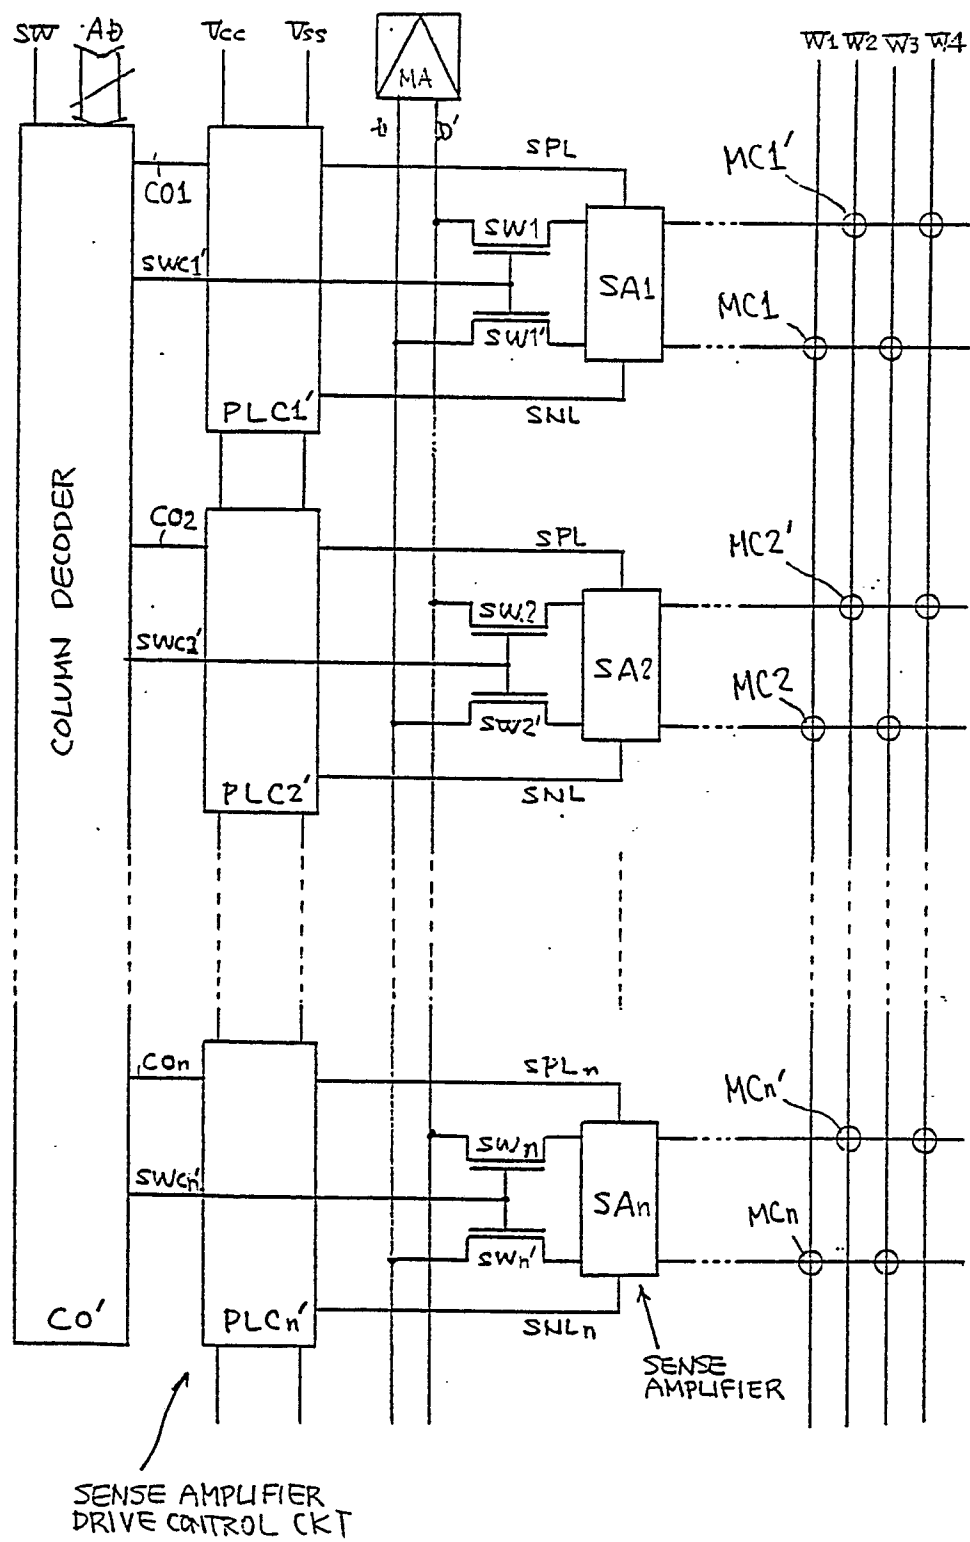 SW AD Vcc Vss
W1 W2 W3 W4
MA
D'
SPL
MC1'
CO1
SW1
SWC1'
SA1
MC1
SW1'
PLC1'
SNL
COLUMN DECODER
CO2
SPL
MC2'
SW2
SWC2'
SA2
MC2
SW2'
PLC2'
SNL
COn
SPLn
MCn'
SWn
SWCn'
SAn
MCn
SWn'
CO'
PLCn'
SNLn
SENSE
AMPLIFIER
SENSE AMPLIFIER
DRIVE CONTROL CKT